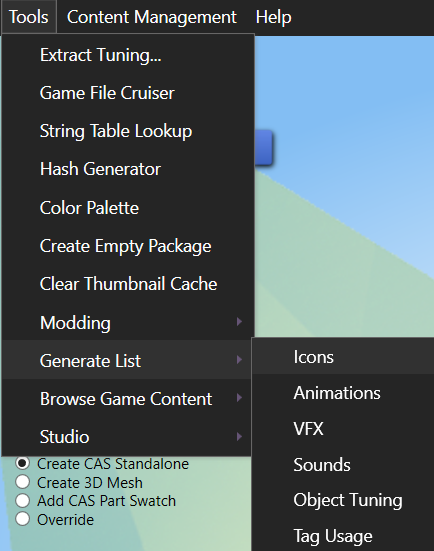 Tools Content Management Help
Extract Tuning...
Game File Cruiser
String Table Lookup
Hash Generator
Color Palette
Create Empty Package
Clear Thumbnail Cache
Modding
Generate List
Browse Game Content
Studio
Icons
Animations
VFX
Sounds
Object Tuning
Tag Usage
Create CAS Standalone
Create 3D Mesh
Add CAS Part Swatch
Override